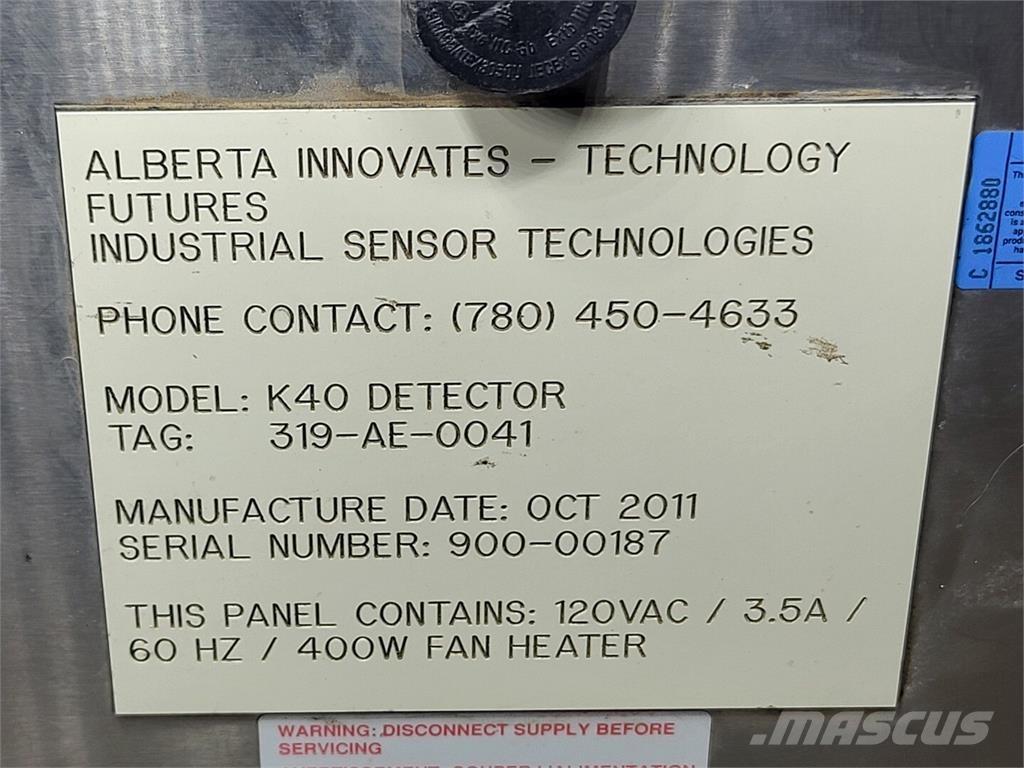 ALBERTA INNOVATES - TECHNOLOGY
FUTURES
INDUSTRIAL SENSOR TECHNOLOGIES
PHONE CONTACT: (780) 450-4633
MODEL: K40 DETECTOR
TAG: 319-AE-0041
MANUFACTURE DATE: OCT 2011
SERIAL NUMBER: 900-00187
THIS PANEL CONTAINS: 120VAC / 3.5A /
60 HZ / 400W FAN HEATER
C 1862880
WARNING: DISCONNECT SUPPLY BEFORE
SERVICING
MASCUS